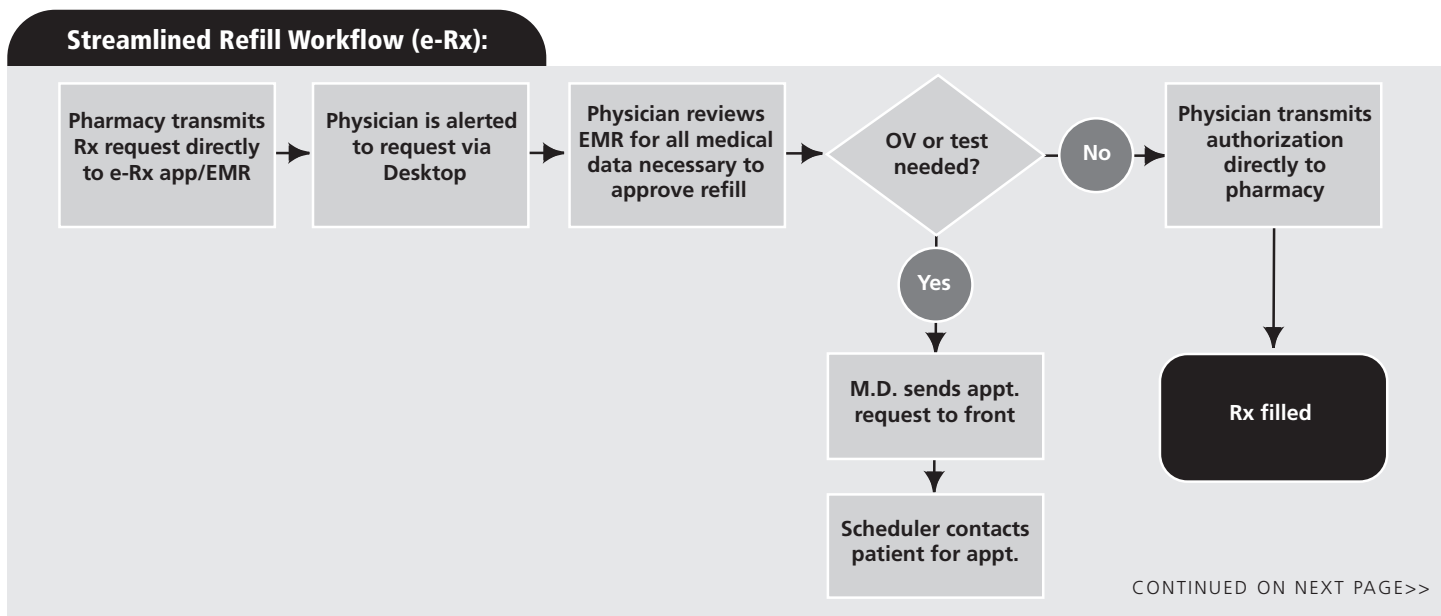 Streamlined Refill Workflow (e-Rx):
Pharmacy transmits
Rx request directly
to e-Rx app/EMR
Physician is alerted
to request via
Desktop
Physician reviews
EMR for all medical
data necessary to
approve refill
OV or test
needed?
No
Physician transmits
authorization
directly to
pharmacy
Yes
M.D. sends appt.
request to front
Rx filled
Scheduler contacts
patient for appt.
CONTINUED ON NEXT PAGE>>